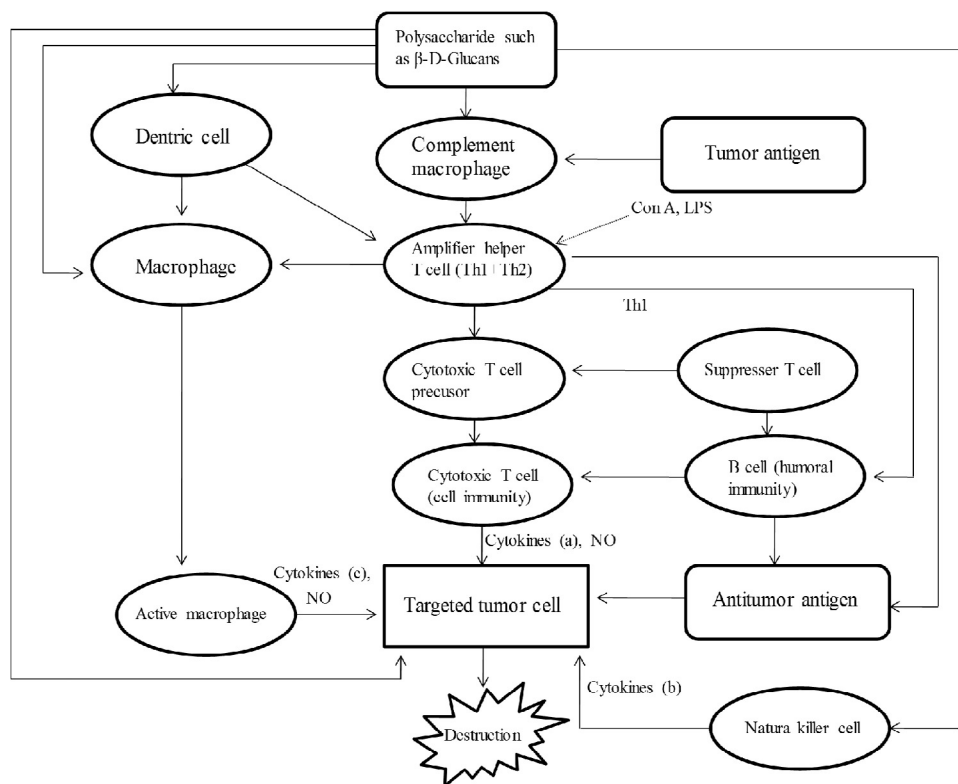 Polysaccharide such
as β-D-Glucans
Dentric cell
Complement
macrophage
Tumor antigen
Con A, LPS
Amplifier helper
T cell (Th1+Th2)
Macrophage
Th1
Cytotoxic T cell
precusor
Suppresser T cell
Cytotoxic T cell
(cell immunity)
B cell (humoral
immunity)
Cytokines (a), NO
Cytokines (c),
NO
Active macrophage
Targeted tumor cell
Antitumor antigen
Cytokines (b)
Natura killer cell
Destruction